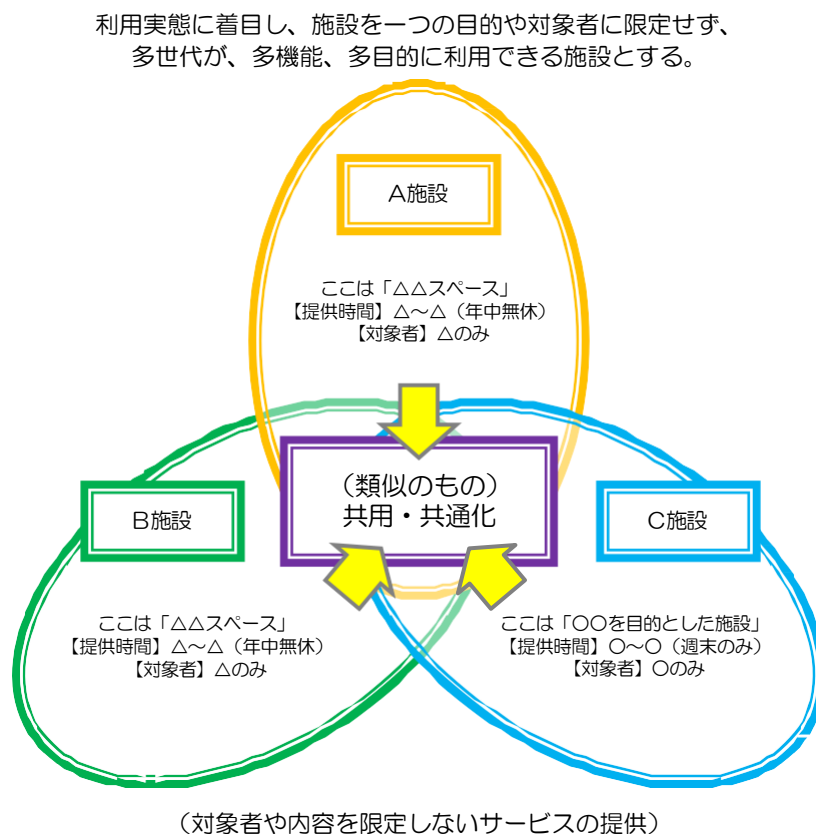 利用実態に着目し、施設を一つの目的や対象者に限定せず、
多世代が、多機能、多目的に利用できる施設とする。
A施設
ここは「△△スペース」
【提供時間】△~△(年中無休)
【対象者】△のみ
(類似のもの)
共用・共通化
B施設
C施設
ここは「△△スペース」
【提供時間】△~△(年中無休)
【対象者】△のみ
ここは「○○を目的とした施設」
【提供時間】○~○(週末のみ)
【対象者】○のみ
(対象者や内容を限定しないサービスの提供)